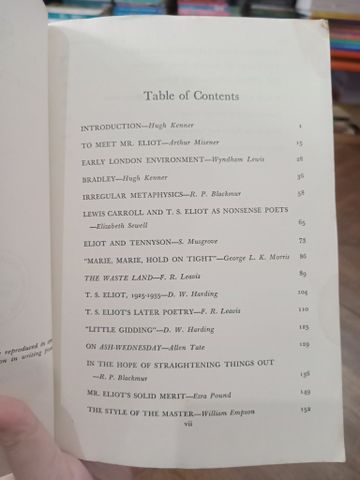 Table of Contents
INTRODUCTION—Hugh Kenner 1
TO MEET MR. ELIOT—Arthur Mizener 15
EARLY LONDON ENVIRONMENT—Wyndham Lewis 28
BRADLEY—Hugh Kenner 36
IRREGULAR METAPHYSICS—R. P. Blackmur 58
LEWIS CARROLL AND T. S. ELIOT AS NONSENSE POETS
—Elizabeth Sewell 65
ELIOT AND TENNYSON—S. Musgrove 73
"MARIE, MARIE, HOLD ON TIGHT"—George L. K. Morris 86
THE WASTE LAND—F. R. Leavis 89
T. S. ELIOT, 1925-1935—D. W. Harding 104
T. S. ELIOT'S LATER POETRY—F. R. Leavis 110
"LITTLE GIDDING"—D. W. Harding 125
ON ASH-WEDNESDAY—Allen Tate 129
IN THE HOPE OF STRAIGHTENING THINGS OUT
—R. P. Blackmur 136
MR. ELIOT'S SOLID MERIT—Ezra Pound 149
THE STYLE OF THE MASTER—William Empson 152
vii
reproduced in
in writing